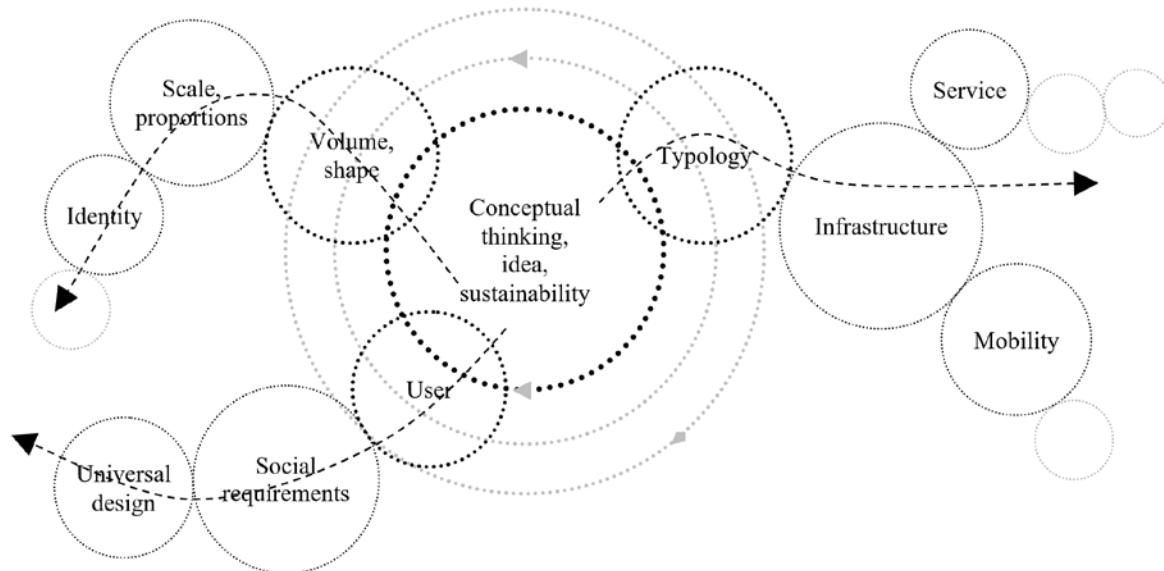 Scale,
proportions
Identity
Volume,
shape
Conceptual
thinking,
idea,
sustainability
Typology
Service
Infrastructure
Mobility
User
Social
requirements
Universal
design